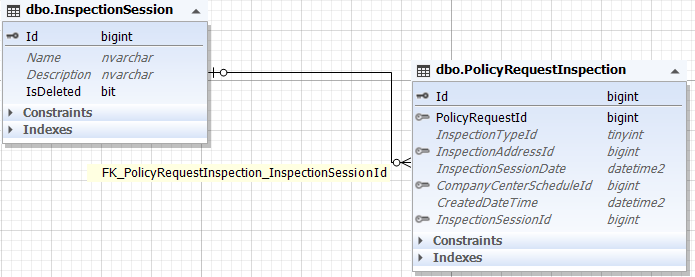 dbo.InspectionSession
Id bigint
Name nvarchar
Description nvarchar
IsDeleted bit
Constraints
Indexes
dbo.PolicyRequestInspection
Id bigint
PolicyRequestId bigint
InspectionTypeId tinyint
InspectionAddressId bigint
InspectionSessionDate datetime2
CompanyCenterScheduleId bigint
CreatedDateTime datetime2
InspectionSessionId bigint
Constraints
Indexes
FK_PolicyRequestInspection_InspectionSessionId